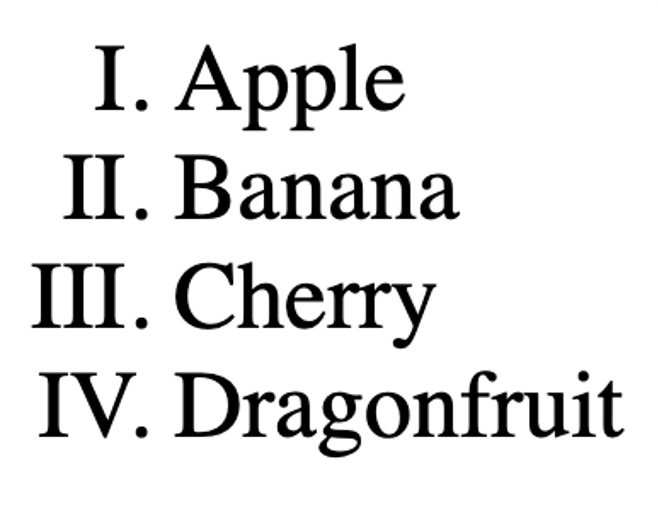 I. Apple
II. Banana
III. Cherry
IV. Dragonfruit